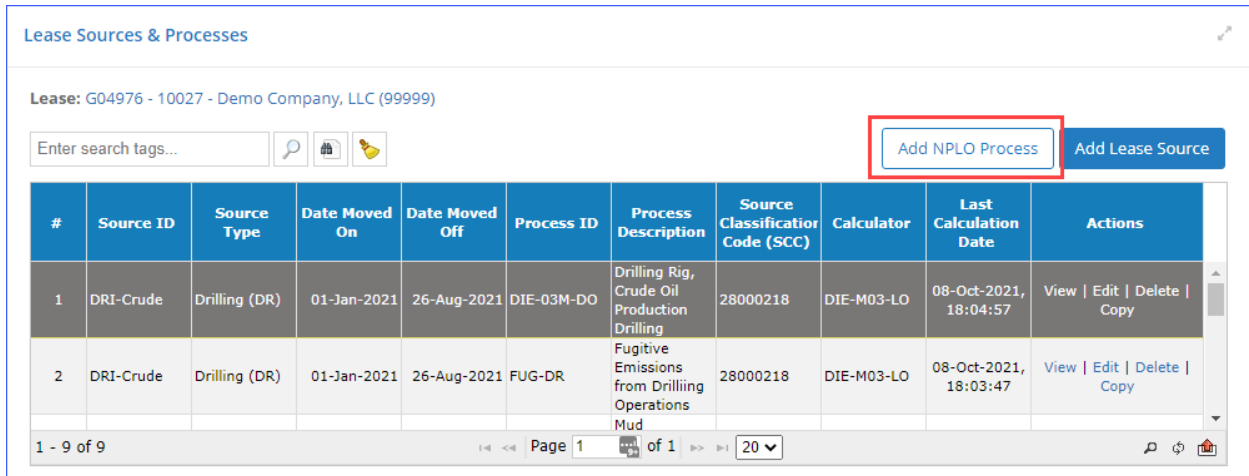 Lease Sources & Processes
Lease: G04976 - 10027 - Demo Company, LLC (99999)
Enter search tags...
Add NPLO Process
Add Lease Source
# Source ID Source Type Date Moved On Date Moved Off Process ID Process Description Source Classification Code (SCC) Calculator Last Calculation Date Actions
1 DRI-Crude Drilling (DR) 01-Jan-2021 26-Aug-2021 DIE-03M-DO Drilling Rig, Crude Oil Production Drilling 28000218 DIE-M03-LO 08-Oct-2021, 18:04:57 View | Edit | Delete | Copy
2 DRI-Crude Drilling (DR) 01-Jan-2021 26-Aug-2021 FUG-DR Fugitive Emissions from Drilliing Operations 28000218 DIE-M03-LO 08-Oct-2021, 18:03:47 View | Edit | Delete | Copy
Mud
1 - 9 of 9 Page 1 of 1 20